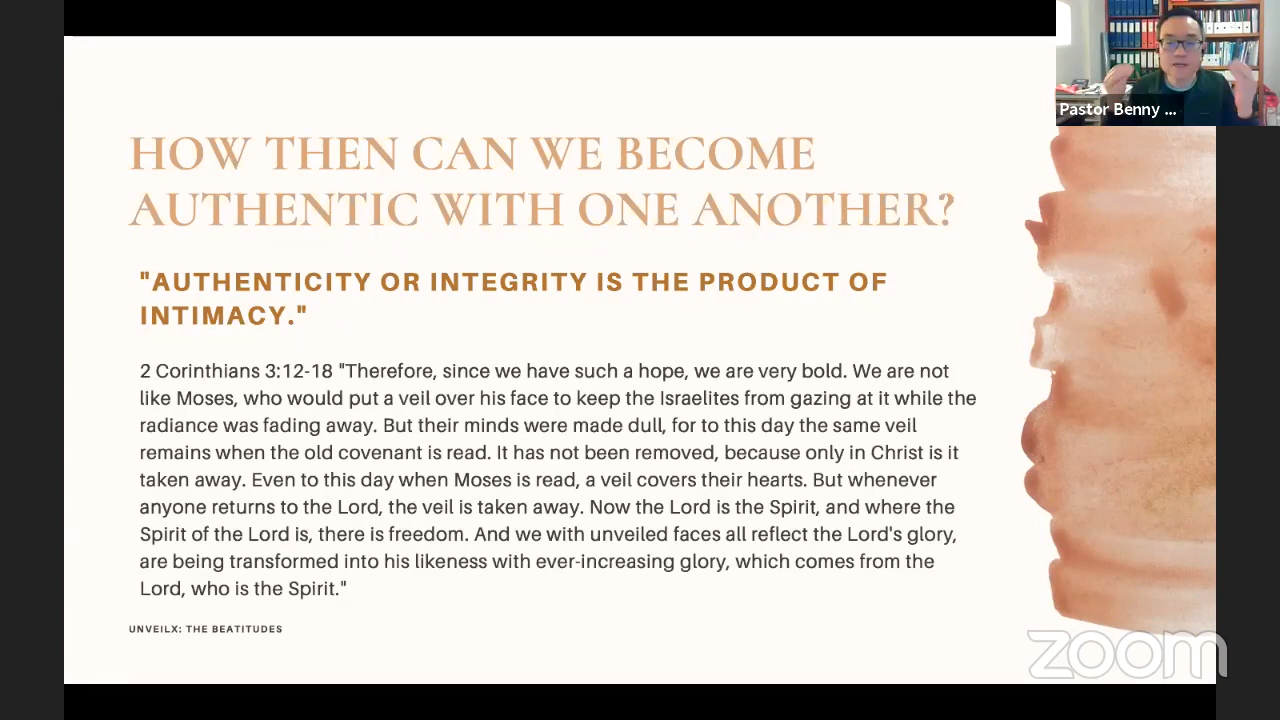 Pastor Benny ...
HOW THEN CAN WE BECOME
AUTHENTIC WITH ONE ANOTHER?
"AUTHENTICITY OR INTEGRITY IS THE PRODUCT OF
INTIMACY."
2 Corinthians 3:12-18 "Therefore, since we have such a hope, we are very bold. We are not
like Moses, who would put a veil over his face to keep the Israelites from gazing at it while the
radiance was fading away. But their minds were made dull, for to this day the same veil
remains when the old covenant is read. It has not been removed, because only in Christ is it
taken away. Even to this day when Moses is read, a veil covers their hearts. But whenever
anyone returns to the Lord, the veil is taken away. Now the Lord is the Spirit, and where the
Spirit of the Lord is, there is freedom. And we with unveiled faces all reflect the Lord's glory,
are being transformed into his likeness with ever-increasing glory, which comes from the
Lord, who is the Spirit."
UNVEILX: THE BEATITUDES
zoom